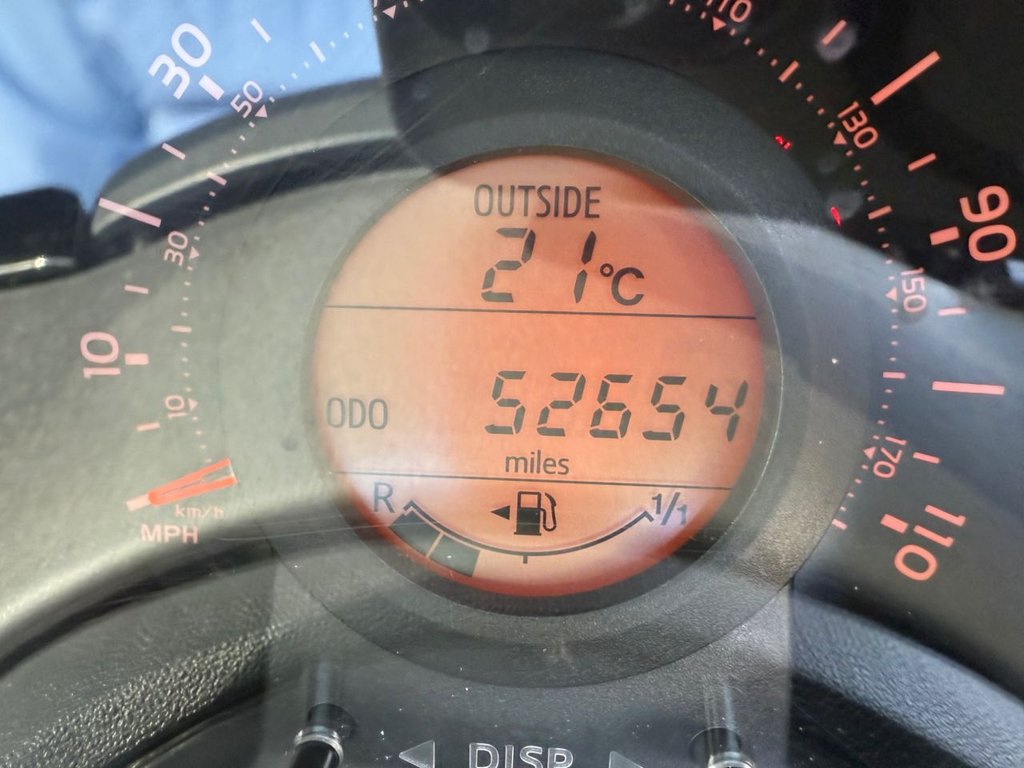 OUTSIDE
21°C
ODO 52654
miles
R 1/1
10
30
90
110
MPH
10
30
50
110
130
150
170
km/h
DISP